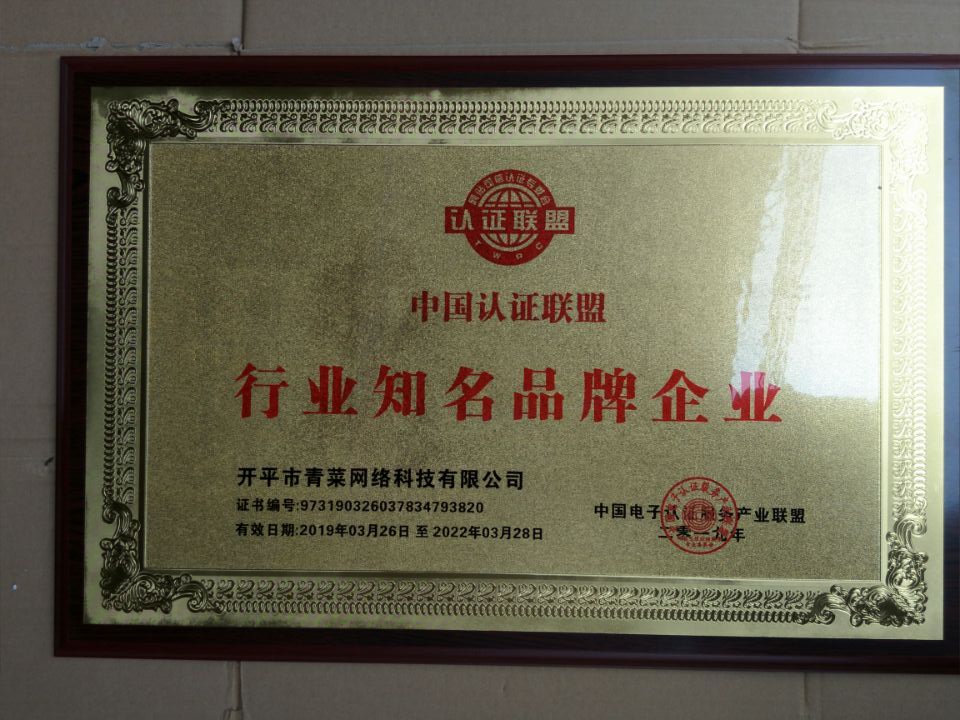 认证联盟
TWRC
中国认证联盟
行业知名品牌企业
开平市青菜网络科技有限公司
证书编号:973190326037834793820
有效日期:2019年03月26日 至 2022年03月28日
中国电子认证服务产业联盟
二零一九年